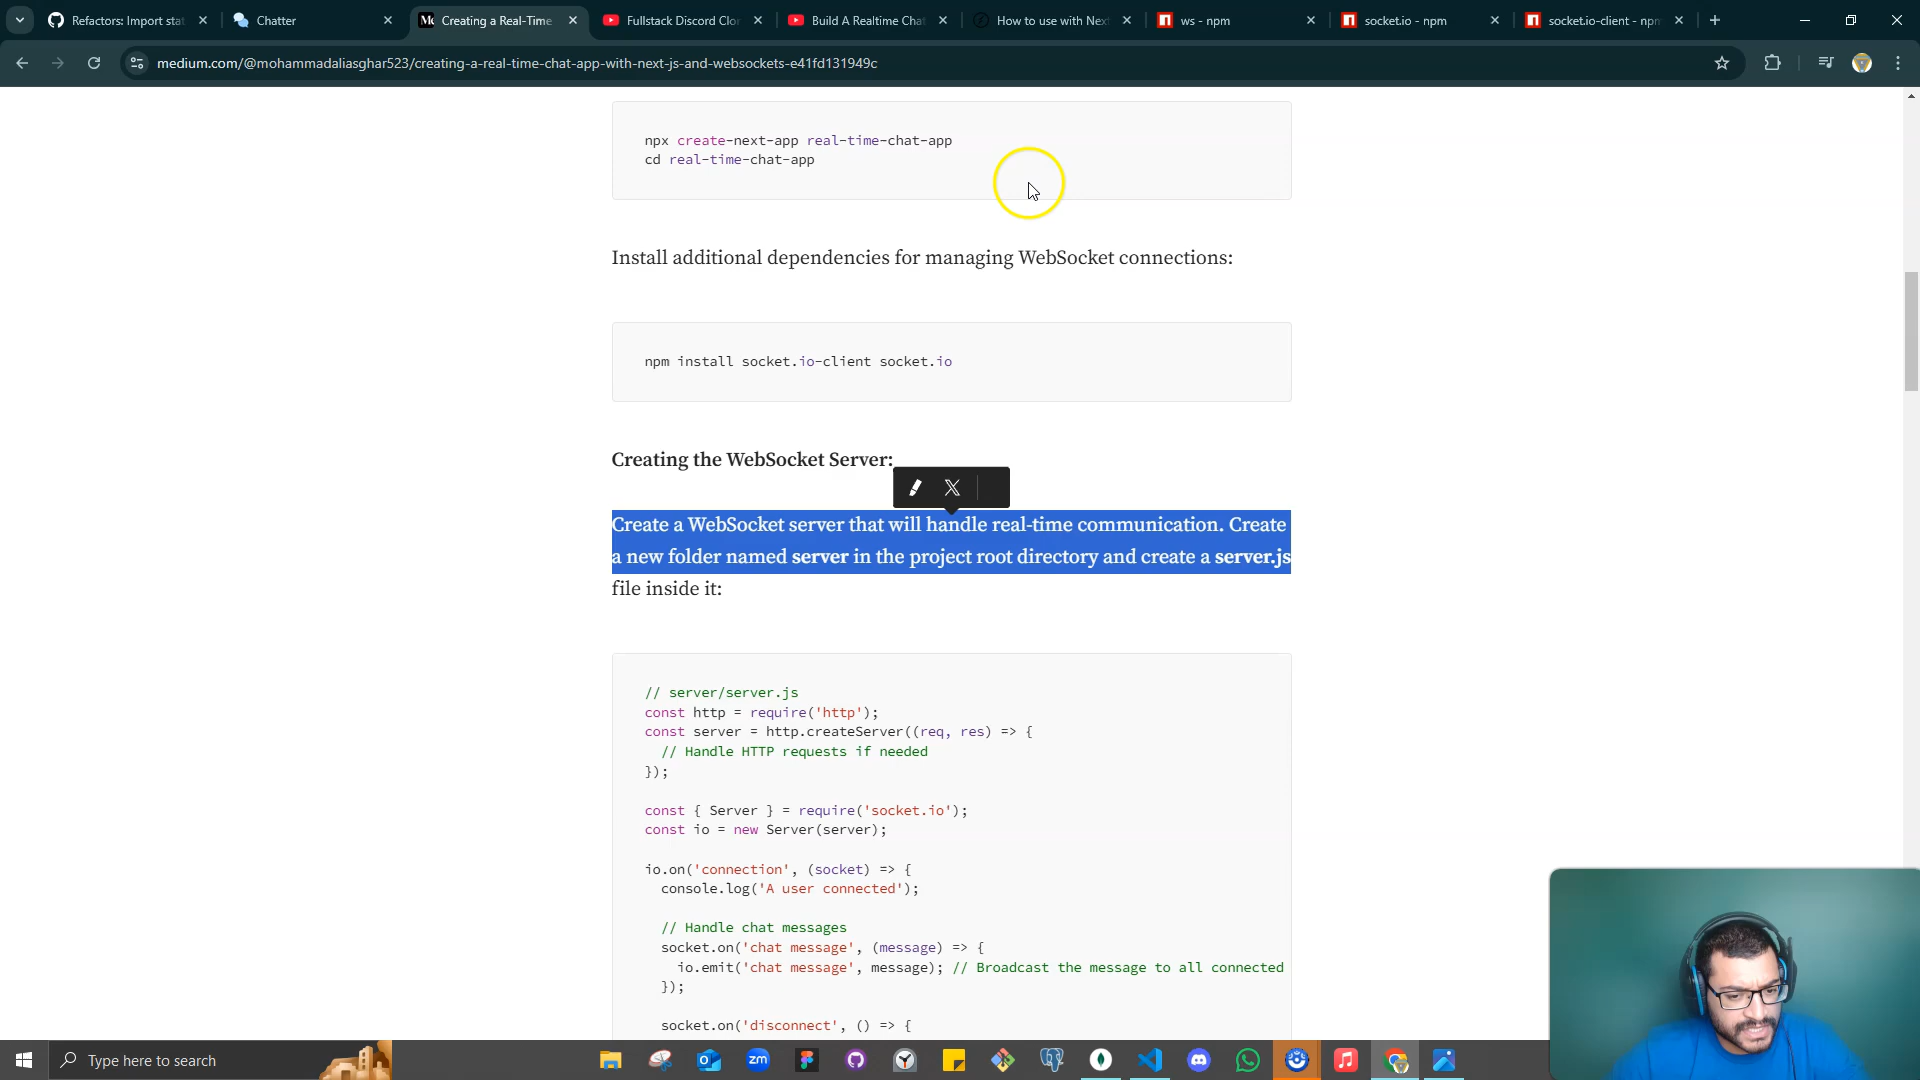 Refactors: Import stat
Chatter
Creating a Real-Time
Fullstack Discord Clon
Build A Realtime Chat
How to use with Next
ws - npm
socket.io - npm
socket.io-client - npm
medium.com/@mohammadaliasghar523/creating-a-real-time-chat-app-with-next-js-and-websockets-e41fd131949c
npx create-next-app real-time-chat-app
cd real-time-chat-app
Install additional dependencies for managing WebSocket connections:
npm install socket.io-client socket.io
Creating the WebSocket Server:
Create a WebSocket server that will handle real-time communication. Create
a new folder named server in the project root directory and create a server.js
file inside it:
// server/server.js
const http = require('http');
const server = http.createServer((req, res) => {
// Handle HTTP requests if needed
});
const { Server } = require('socket.io');
const io = new Server(server);
io.on('connection', (socket) => {
console.log('A user connected');
// Handle chat messages
socket.on('chat message', (message) => {
io.emit('chat message', message); // Broadcast the message to all connected
});
socket.on('disconnect', () => {
Type here to search